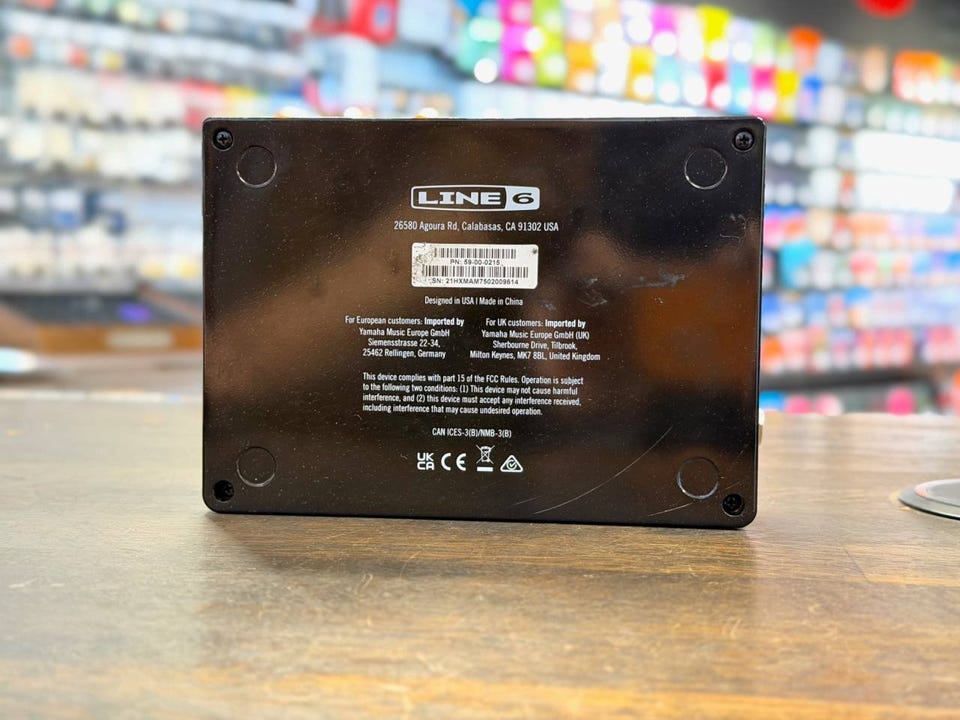 LINE 6
26580 Agoura Rd, Calabasas, CA 91302 USA
PN: 59-00-0215
SN: 21HXMAM7502009514
Designed in USA | Made in China
For European customers: Imported by
Yamaha Music Europe GmbH
Siemensstrasse 22-34,
25462 Rellingen, Germany
For UK customers: Imported by
Yamaha Music Europe GmbH (UK)
Sherbourne Drive, Tilbrook,
Milton Keynes, MK7 8BL, United Kingdom
This device complies with part 15 of the FCC Rules. Operation is subject
to the following two conditions: (1) This device may not cause harmful
interference, and (2) this device must accept any interference received,
including interference that may cause undesired operation.
CAN ICES-3(B)/NMB-3(B)
UK
CA CE